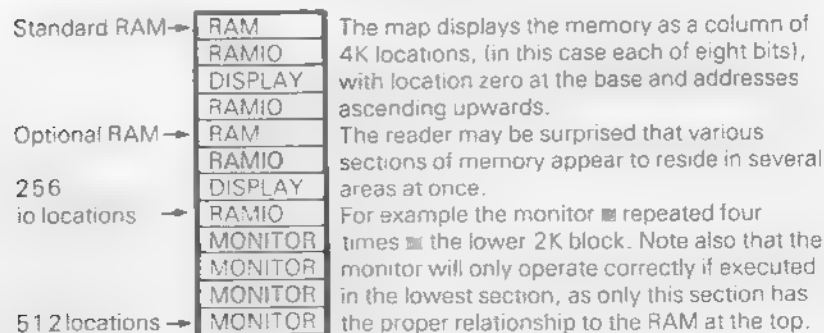 Standard RAM→ RAM
RAMIO
DISPLAY
RAMIO
Optional RAM→ RAM
RAMIO
256 DISPLAY
io locations → RAMIO
MONITOR
MONITOR
MONITOR
512 locations → MONITOR
The map displays the memory as a column of
4K locations, (in this case each of eight bits),
with location zero at the base and addresses
ascending upwards.
The reader may be surprised that various
sections of memory appear to reside in several
areas at once.
For example the monitor repeated four
times the lower 2K block. Note also that the
monitor will only operate correctly if executed
in the lowest section, as only this section has
the proper relationship to the RAM at the top.